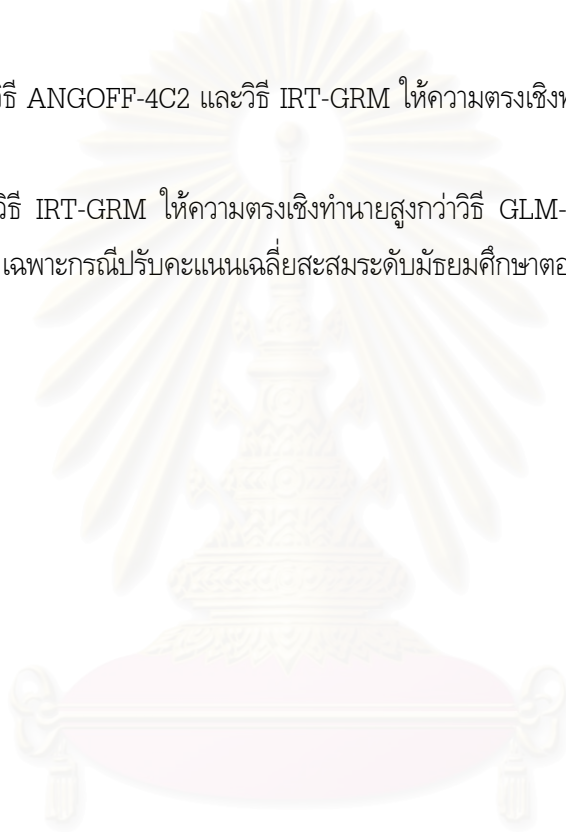 วิธี ANGOFF-4C2 และวิธี IRT-GRM ให้ความตรงเชิง
วิธี IRT-GRM ให้ความตรงเชิงทำนายสูงกว่าวิธี GLM-
เฉพาะกรณีปรับคะแนนเฉลี่ยสะสมระดับมัธยมศึกษาตอ